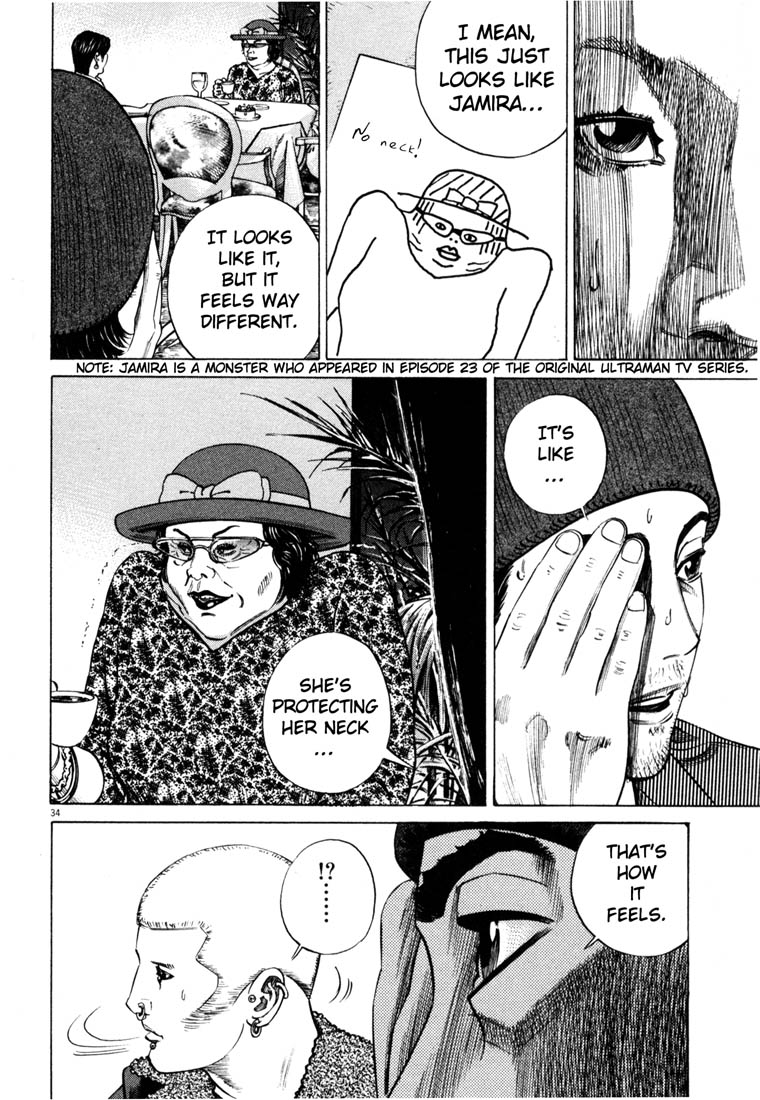 I MEAN,
THIS JUST
LOOKS LIKE
JAMIRA...
No neck!
IT LOOKS
LIKE IT,
BUT IT
FEELS WAY
DIFFERENT.
NOTE: JAMIRA IS A MONSTER WHO APPEARED IN EPISODE 23 OF THE ORIGINAL ULTRAMAN TV SERIES.
IT'S
LIKE
...
SHE'S
PROTECTING
HER NECK
...
34
THAT'S
HOW
IT
FEELS.
!?
......